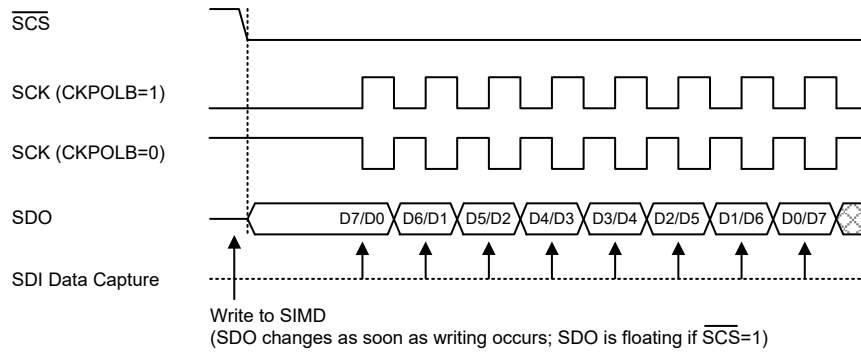 SCS
SCK (CKPOLB=1)
SCK (CKPOLB=0)
SDO
D7/D0 D6/D1 D5/D2 D4/D3 D3/D4 D2/D5 D1/D6 D0/D7
SDI Data Capture
Write to SIMD
(SDO changes as soon as writing occurs; SDO is floating if SCS=1)